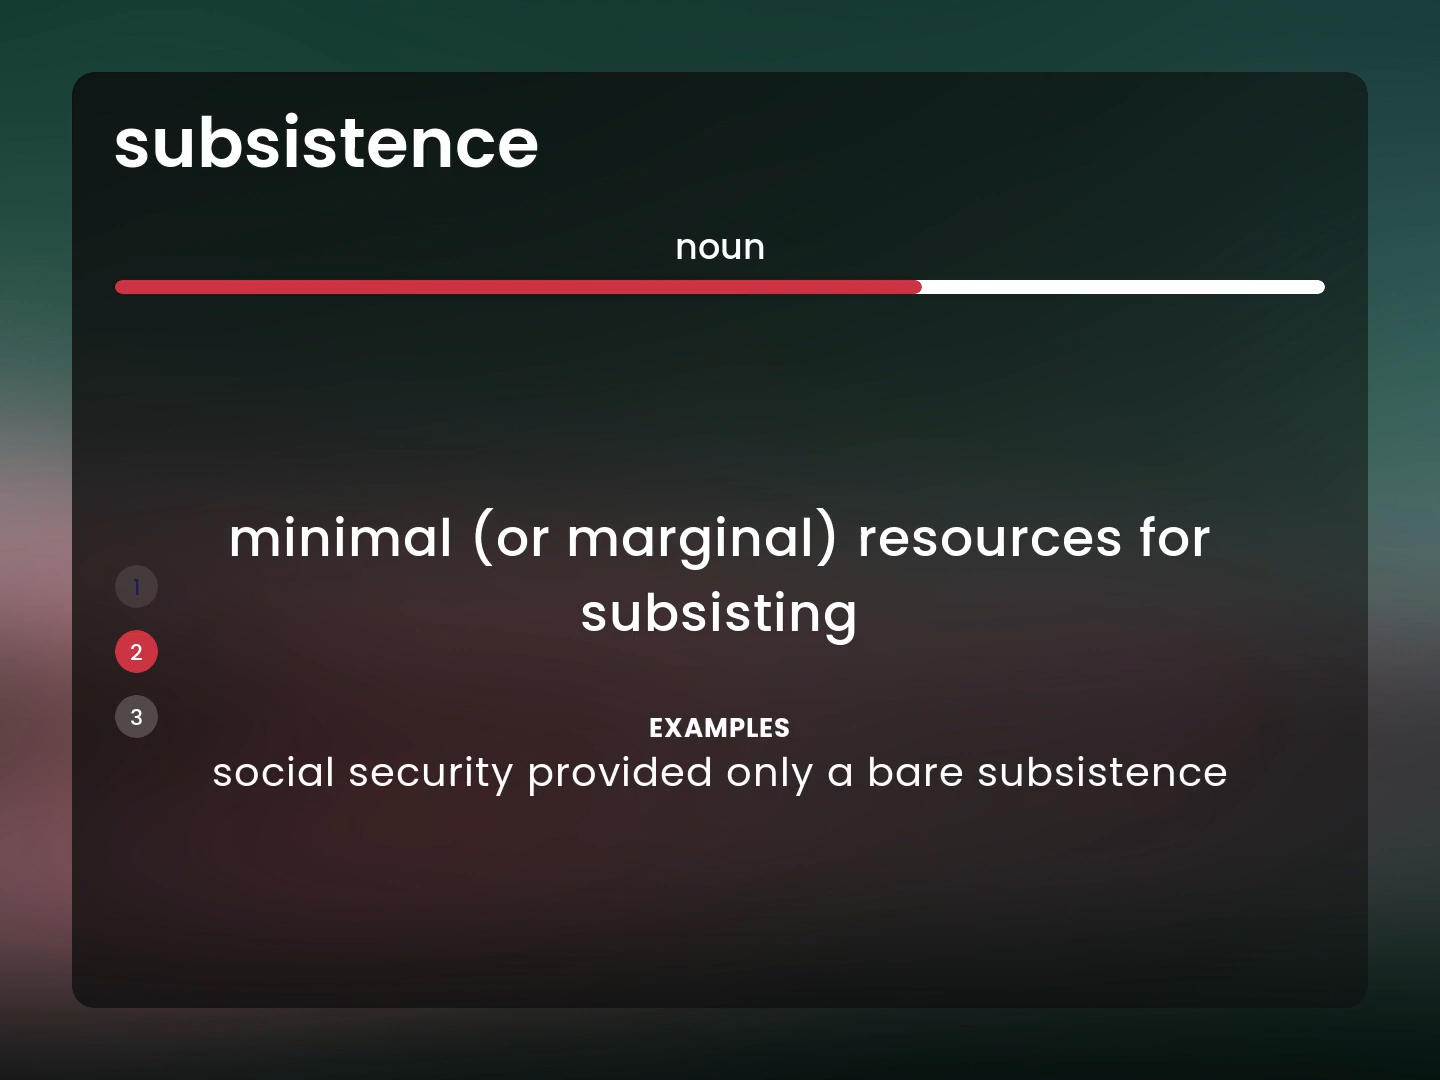 subsistence
noun
minimal (or marginal) resources for
subsisting
1
2
3
EXAMPLES
social security provided only a bare subsistence